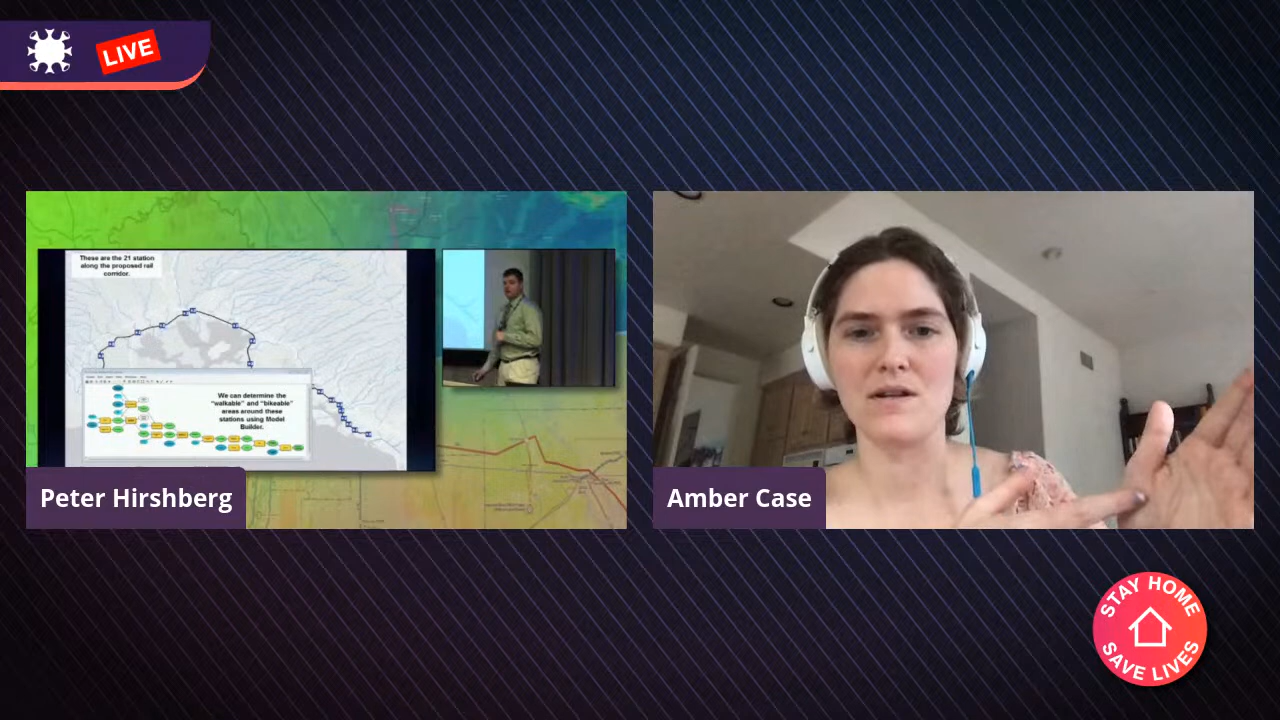 LIVE
These are the 21 station
along the proposed rail
corridor.
We can determine the
"walkable" and "bikeable"
areas around these
stations using Model
Builder.
Peter Hirshberg
Amber Case
STAY HOME
SAVE LIVES